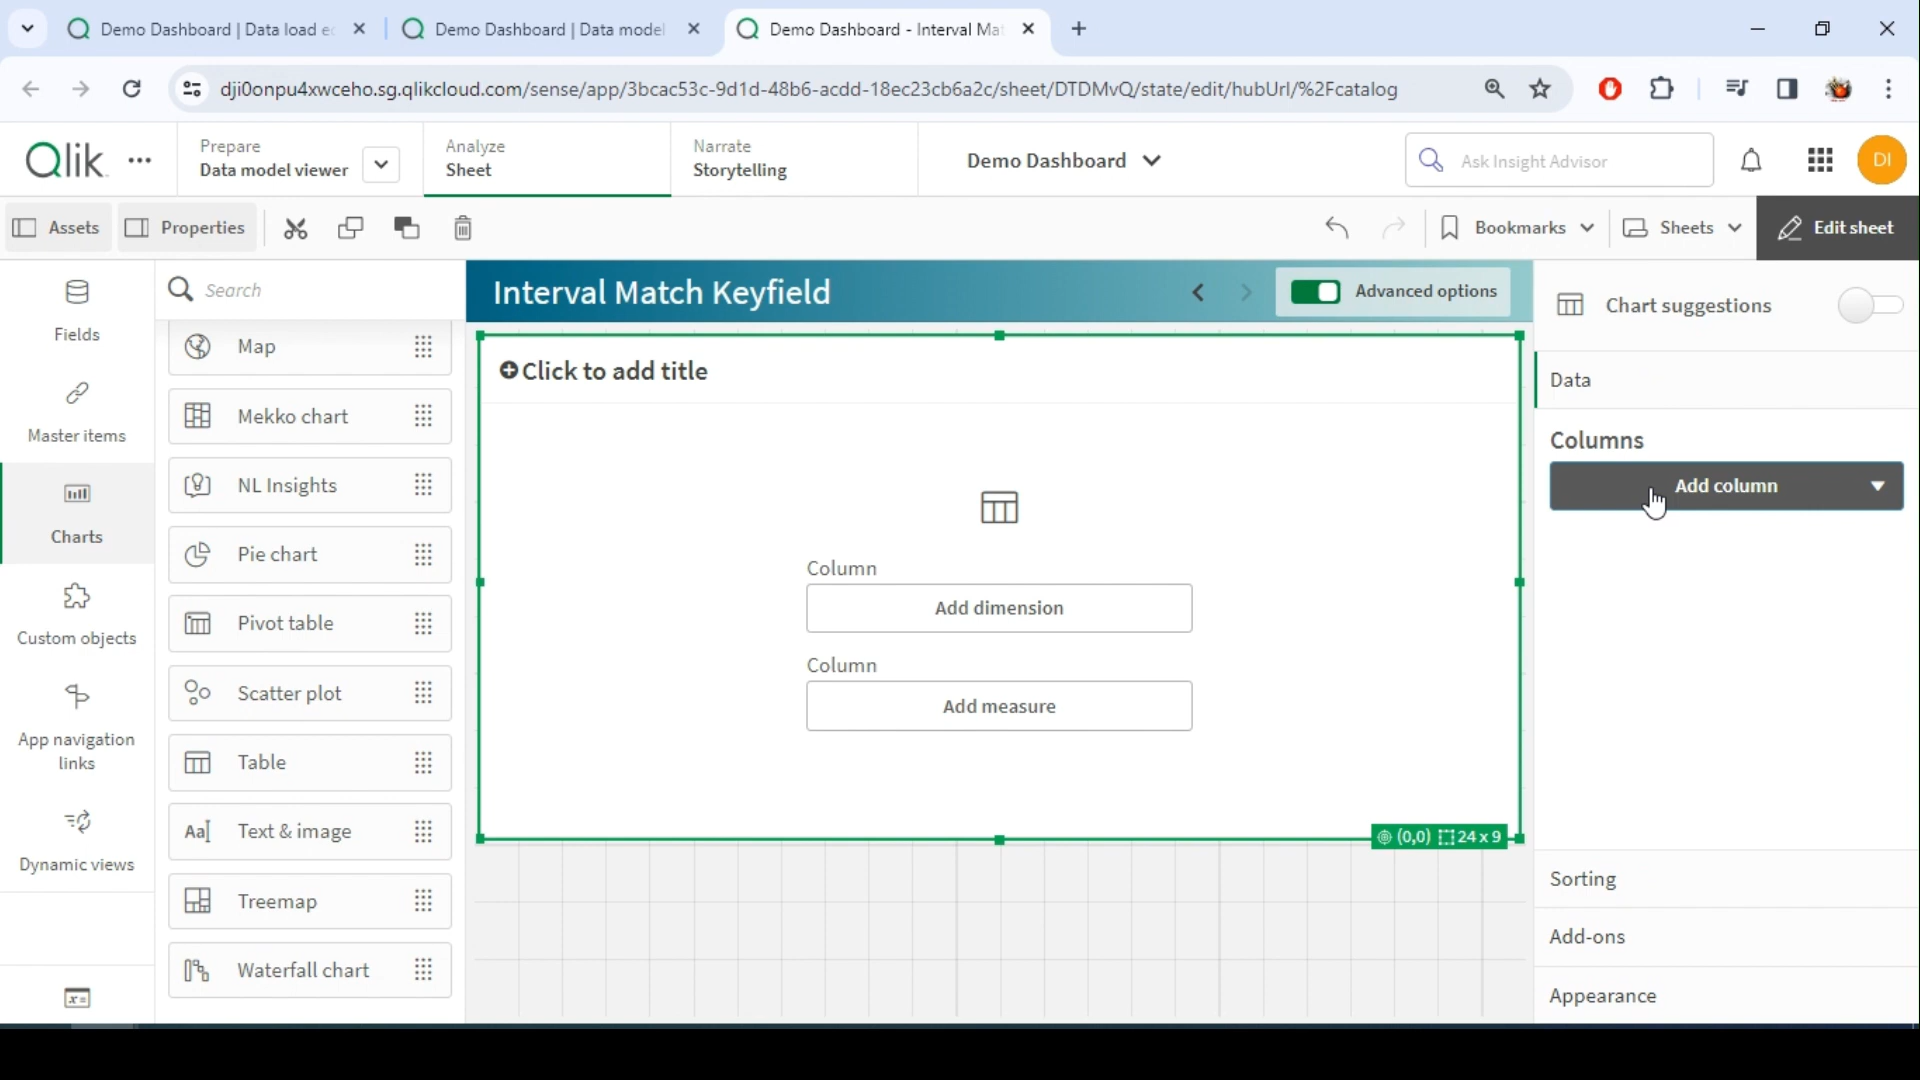 Demo Dashboard | Data load e
Demo Dashboard | Data model
Demo Dashboard - Interval Ma
dji0onpu4xwceho.sg.qlikcloud.com/sense/app/3bcac53c-9d1d-48b6-acdd-18ec23cb6a2c/sheet/DTDMvQ/state/edit/hubUrl/%2Fcatalog
Qlik
Prepare
Data model viewer
Analyze
Sheet
Narrate
Storytelling
Demo Dashboard
Ask Insight Advisor
DI
Assets
Properties
Bookmarks
Sheets
Edit sheet
Fields
Master items
Charts
Custom objects
App navigation
links
Dynamic views
Search
Map
Mekko chart
NL Insights
Pie chart
Pivot table
Scatter plot
Table
Text & image
Treemap
Waterfall chart
Interval Match Keyfield
Advanced options
Click to add title
Column
Add dimension
Column
Add measure
(0,0) 24 x 9
Chart suggestions
Data
Columns
Add column
Sorting
Add-ons
Appearance